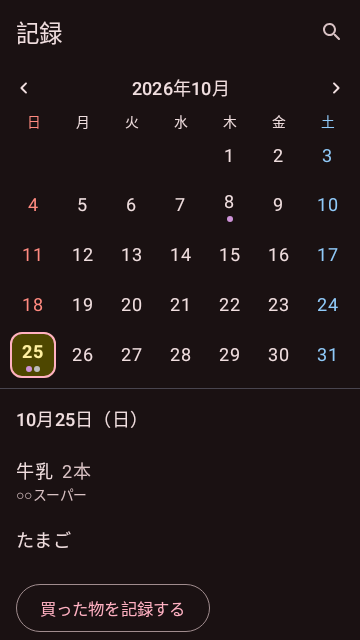 記録
2026年10月
日 月 火 水 木 金 土
1 2 3
4 5 6 7 8 9 10
11 12 13 14 15 16 17
18 19 20 21 22 23 24
25 26 27 28 29 30 31
10月25日（日）
牛乳 2本
○○スーパー
たまご
買った物を記録する